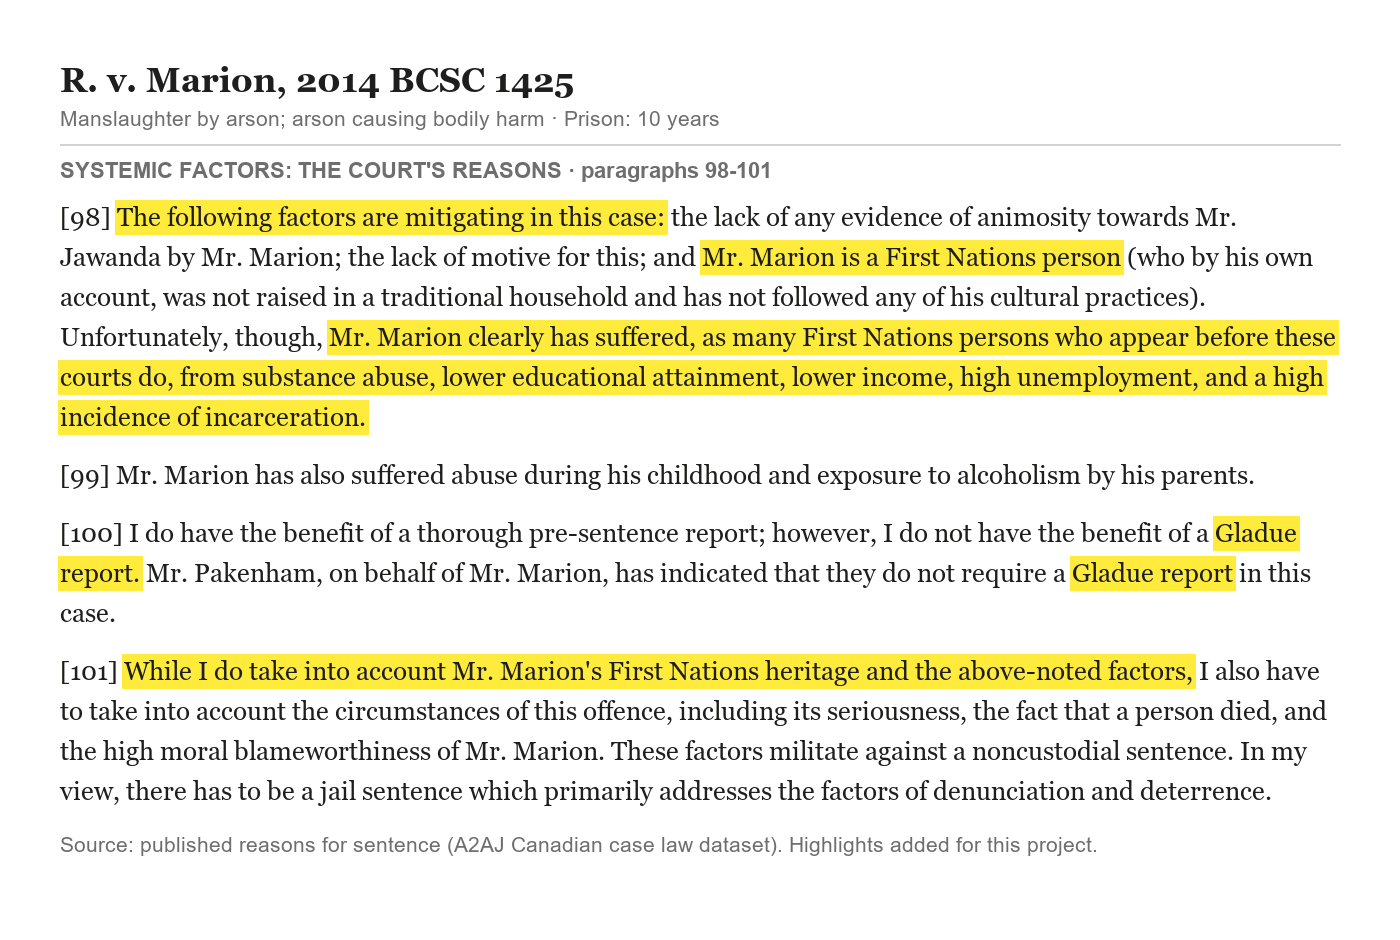 R. v. Marion, 2014 BCSC 1425
Manslaughter by arson; arson causing bodily harm · Prison: 10 years
SYSTEMIC FACTORS: THE COURT'S REASONS · paragraphs 98-101
[98] The following factors are mitigating in this case: the lack of any evidence of animosity towards Mr.
Jawanda by Mr. Marion; the lack of motive for this; and Mr. Marion is a First Nations person (who by his own
account, was not raised in a traditional household and has not followed any of his cultural practices).
Unfortunately, though, Mr. Marion clearly has suffered, as many First Nations persons who appear before these
courts do, from substance abuse, lower educational attainment, lower income, high unemployment, and a high
incidence of incarceration.
[99] Mr. Marion has also suffered abuse during his childhood and exposure to alcoholism by his parents.
[100] I do have the benefit of a thorough pre-sentence report; however, I do not have the benefit of a Gladue
report. Mr. Pakenham, on behalf of Mr. Marion, has indicated that they do not require a Gladue report in this
case.
[101] While I do take into account Mr. Marion's First Nations heritage and the above-noted factors, I also have
to take into account the circumstances of this offence, including its seriousness, the fact that a person died, and
the high moral blameworthiness of Mr. Marion. These factors militate against a noncustodial sentence. In my
view, there has to be a jail sentence which primarily addresses the factors of denunciation and deterrence.
Source: published reasons for sentence (A2AJ Canadian case law dataset). Highlights added for this project.